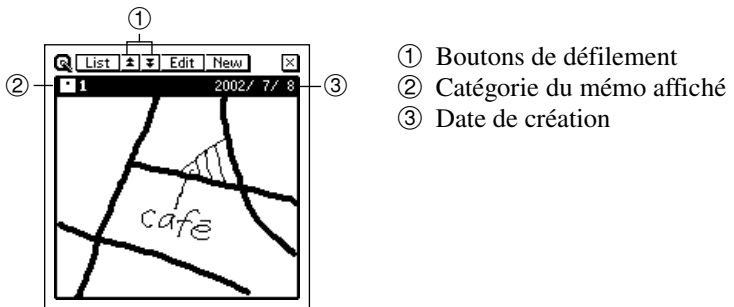 ①
List Edit New
② 1 2002/ 7/ 8 ③
café
① Boutons de défilement
② Catégorie du mémo affiché
③ Date de création